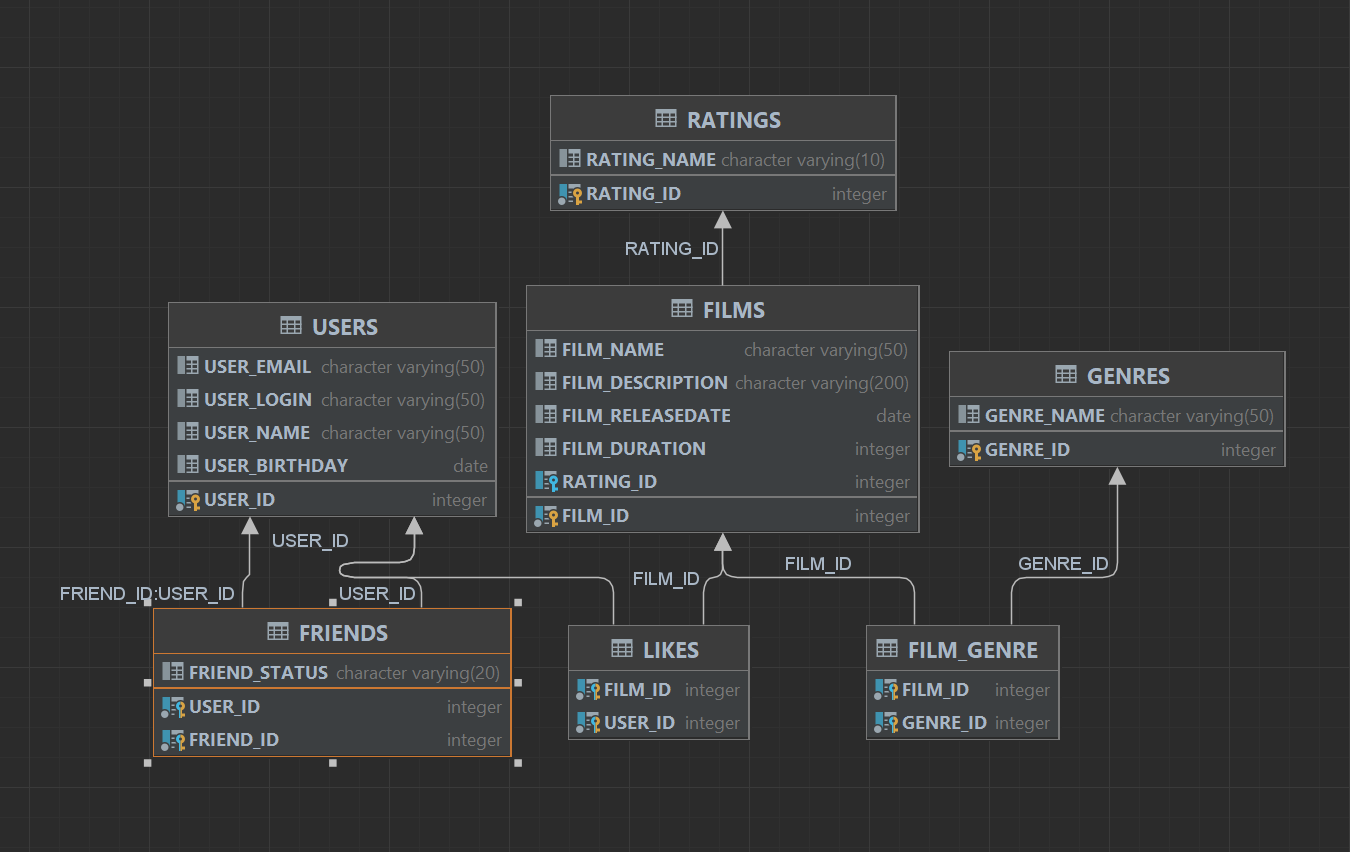 RATINGS
RATING_NAME character varying(10)
RATING_ID integer
RATING_ID
USERS
USER_EMAIL character varying(50)
USER_LOGIN character varying(50)
USER_NAME character varying(50)
USER_BIRTHDAY date
USER_ID integer
FILMS
FILM_NAME character varying(50)
FILM_DESCRIPTION character varying(200)
FILM_RELEASEDATE date
FILM_DURATION integer
RATING_ID integer
FILM_ID integer
GENRES
GENRE_NAME character varying(50)
GENRE_ID integer
USER_ID
FRIEND_ID:USER_ID
USER_ID
FILM_ID
FILM_ID
GENRE_ID
FRIENDS
FRIEND_STATUS character varying(20)
USER_ID integer
FRIEND_ID integer
LIKES
FILM_ID integer
USER_ID integer
FILM_GENRE
FILM_ID integer
GENRE_ID integer